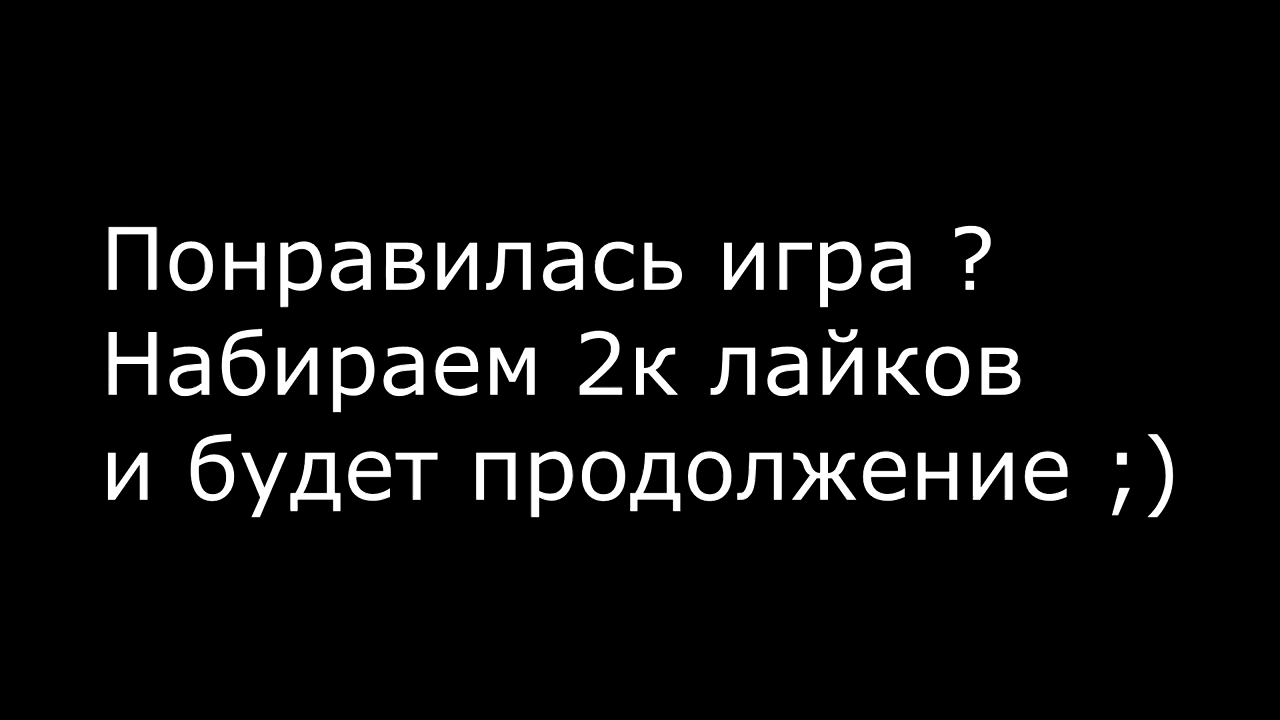 Понравилась игра ?
Набираем 2к лайков
и будет продолжение ;)